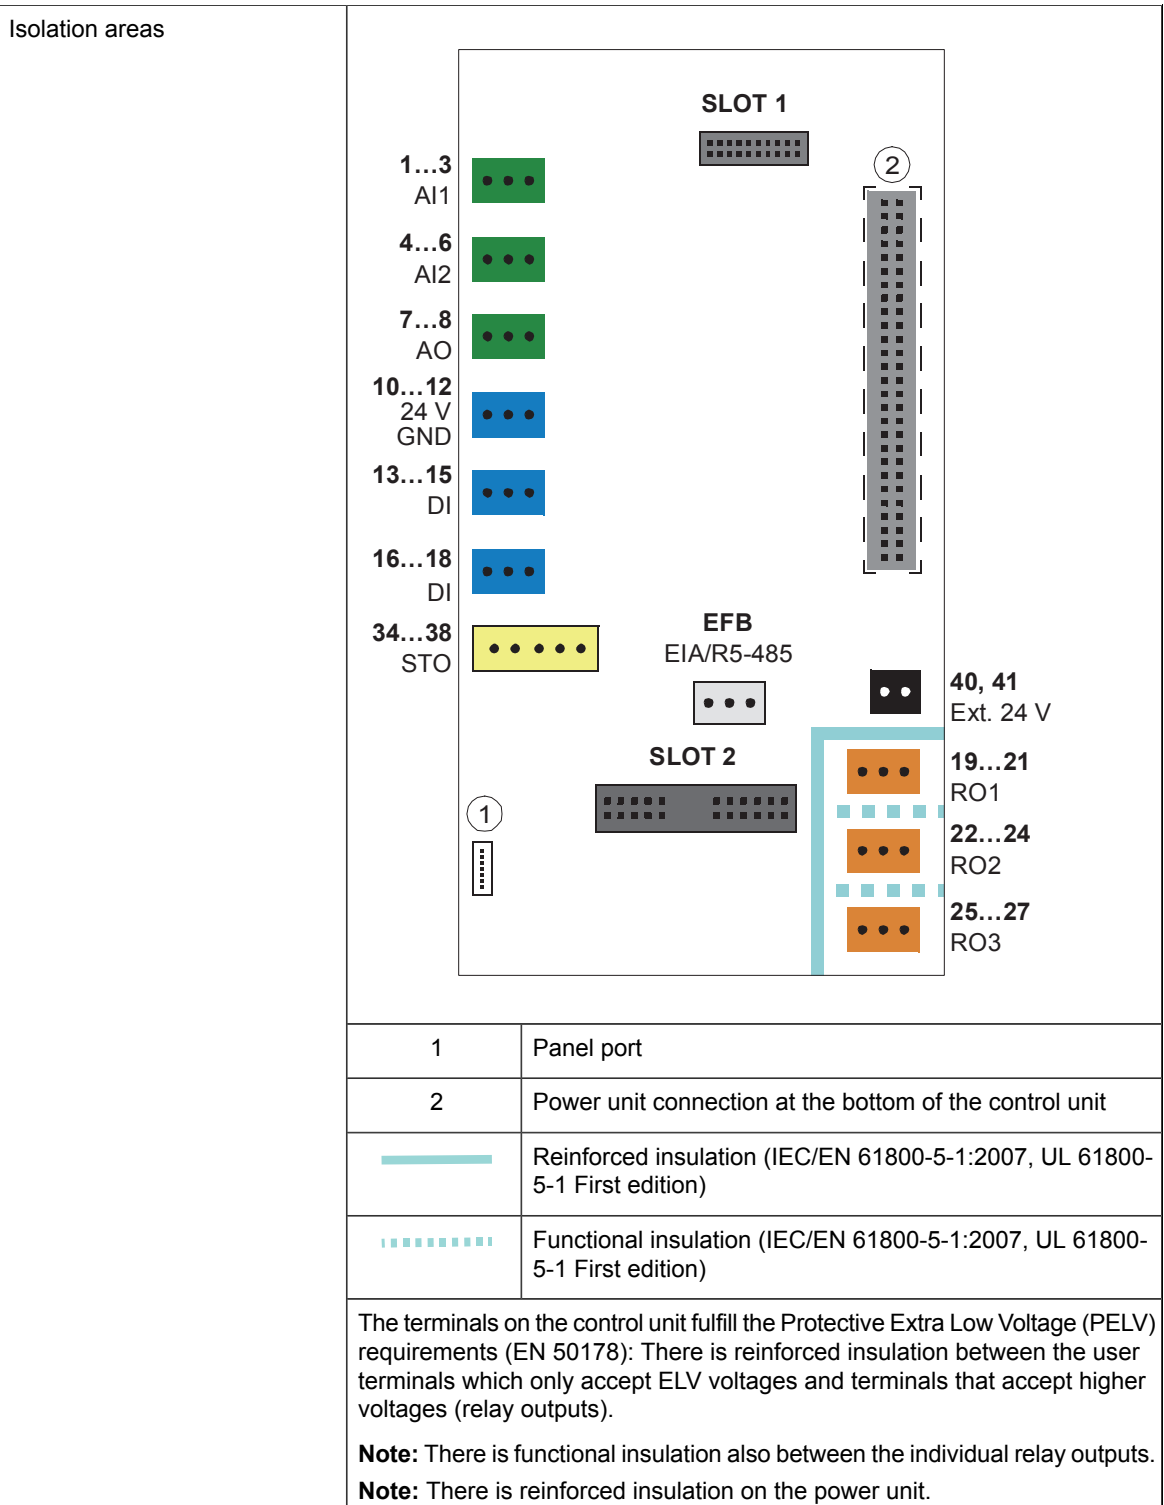 Isolation areas
SLOT 1
2
1…3
AI1
4…6
AI2
7…8
AO
10…12
24 V
GND
13…15
DI
16…18
DI
34…38
STO
EFB
EIA/R5-485
40, 41
Ext. 24 V
SLOT 2
19…21
RO1
1
22…24
RO2
25…27
RO3
1 Panel port
2 Power unit connection at the bottom of the control unit
Reinforced insulation (IEC/EN 61800-5-1:2007, UL 61800-
5-1 First edition)
Functional insulation (IEC/EN 61800-5-1:2007, UL 61800-
5-1 First edition)
The terminals on the control unit fulfill the Protective Extra Low Voltage (PELV)
requirements (EN 50178): There is reinforced insulation between the user
terminals which only accept ELV voltages and terminals that accept higher
voltages (relay outputs).
Note: There is functional insulation also between the individual relay outputs.
Note: There is reinforced insulation on the power unit.